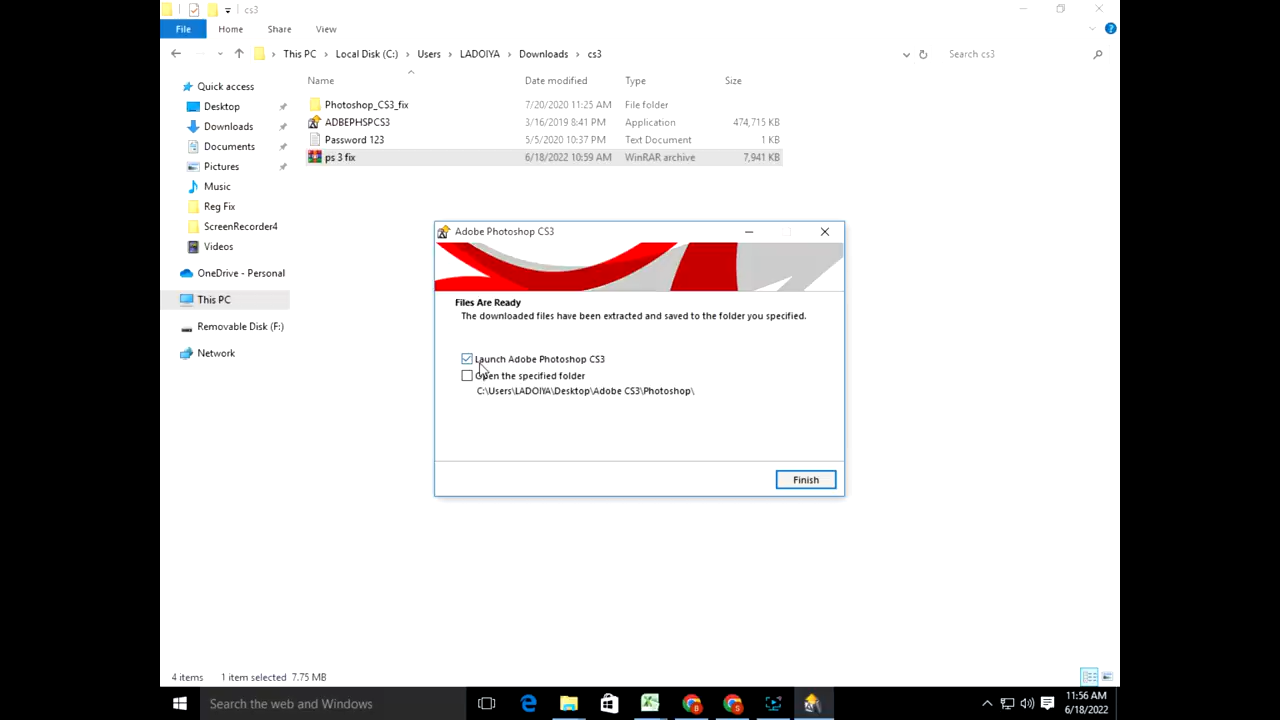 cs3
File Home Share View
This PC Local Disk (C:) Users LADOIYA Downloads cs3 Search cs3
Name Date modified Type Size
Photoshop_CS3_fix 7/20/2020 11:25 AM File folder
ADBEPHSPCS3 3/16/2019 8:41 PM Application 474,715 KB
Password 123 5/5/2020 10:37 PM Text Document 1 KB
ps 3 fix 6/18/2022 10:59 AM WinRAR archive 7,941 KB
Quick access
Desktop
Downloads
Documents
Pictures
Music
Reg Fix
ScreenRecorder4
Videos
OneDrive - Personal
This PC
Removable Disk (F:)
Network
Adobe Photoshop CS3
Files Are Ready
The downloaded files have been extracted and saved to the folder you specified.
Launch Adobe Photoshop CS3
Open the specified folder
C:\Users\LADOIYA\Desktop\Adobe CS3\Photoshop\
Finish
4 items 1 item selected 7.75 MB
Search the web and Windows
11:56 AM
6/18/2022